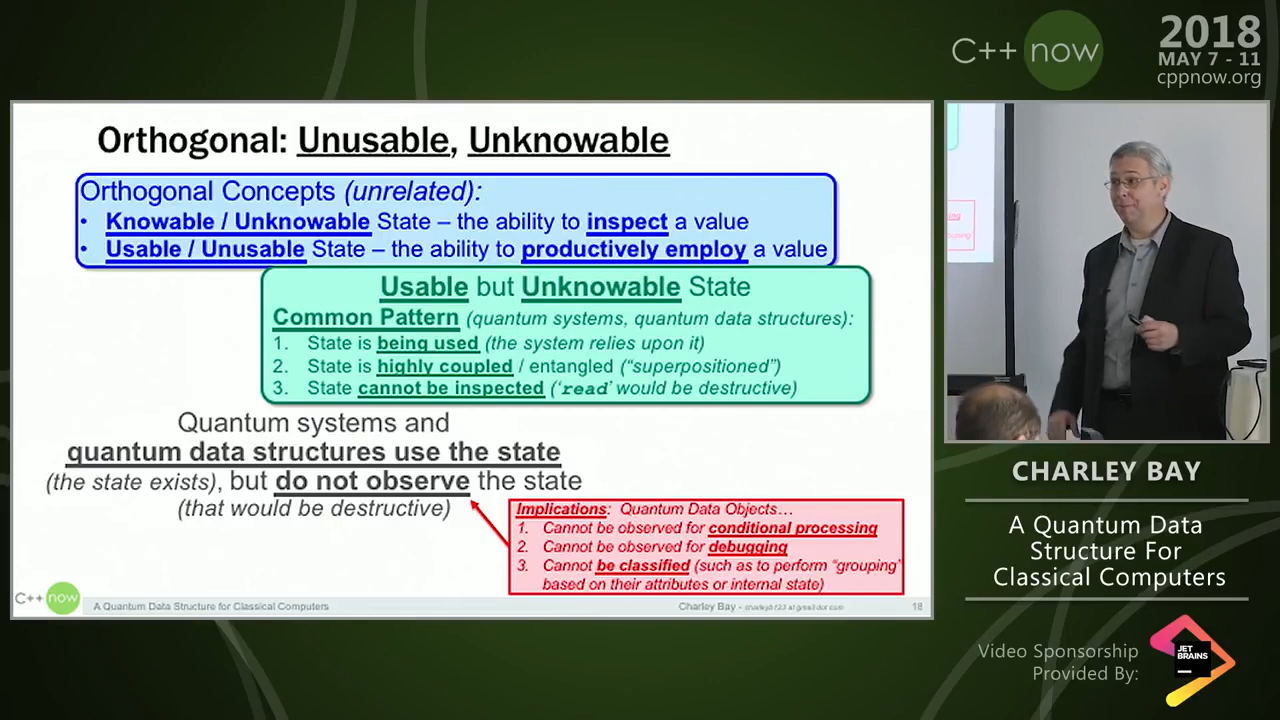 C++ now
2018
MAY 7 - 11
cppnow.org
Orthogonal: Unusable, Unknowable
Orthogonal Concepts (unrelated):
• Knowable / Unknowable State – the ability to inspect a value
• Usable / Unusable State – the ability to productively employ a value
Usable but Unknowable State
Common Pattern (quantum systems, quantum data structures):
1. State is being used (the system relies upon it)
2. State is highly coupled / entangled ("superpositioned")
3. State cannot be inspected ('read' would be destructive)
Quantum systems and
quantum data structures use the state
(the state exists), but do not observe the state
(that would be destructive)
Implications: Quantum Data Objects…
1. Cannot be observed for conditional processing
2. Cannot be observed for debugging
3. Cannot be classified (such as to perform "grouping"
based on their attributes or internal state)
C++ now
A Quantum Data Structure for Classical Computers
Charley Bay -
18
CHARLEY BAY
A Quantum Data
Structure For
Classical Computers
Video Sponsorship
Provided By:
JET
BRAINS